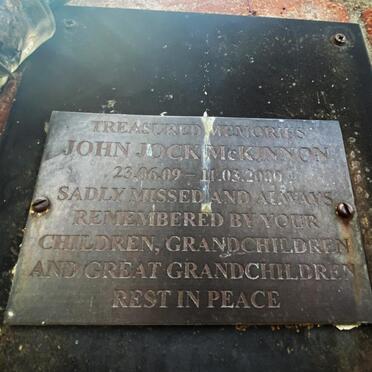 TREASURED MEMORIES
JOHN JOCK McKINNON
23.06.09 - 11.03.2000
SADLY MISSED AND ALWAYS
REMEMBERED BY YOUR
CHILDREN, GRANDCHILDREN
AND GREAT GRANDCHILDREN
REST IN PEACE